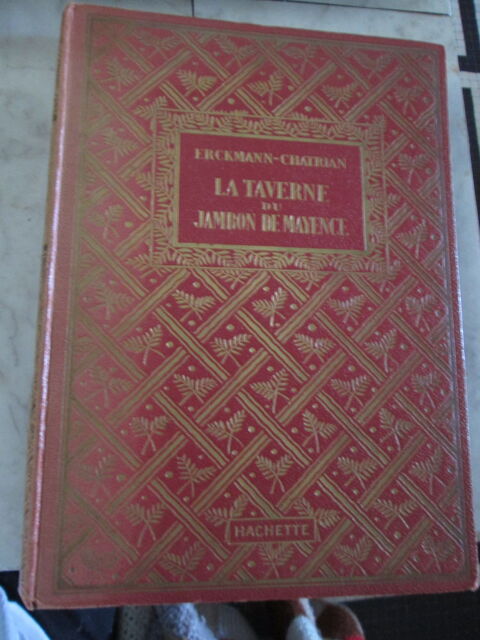 ERCKMANN-CHATRIAN
LA TAVERNE
DU
JAMBON DE MAYENCE
HACHETTE